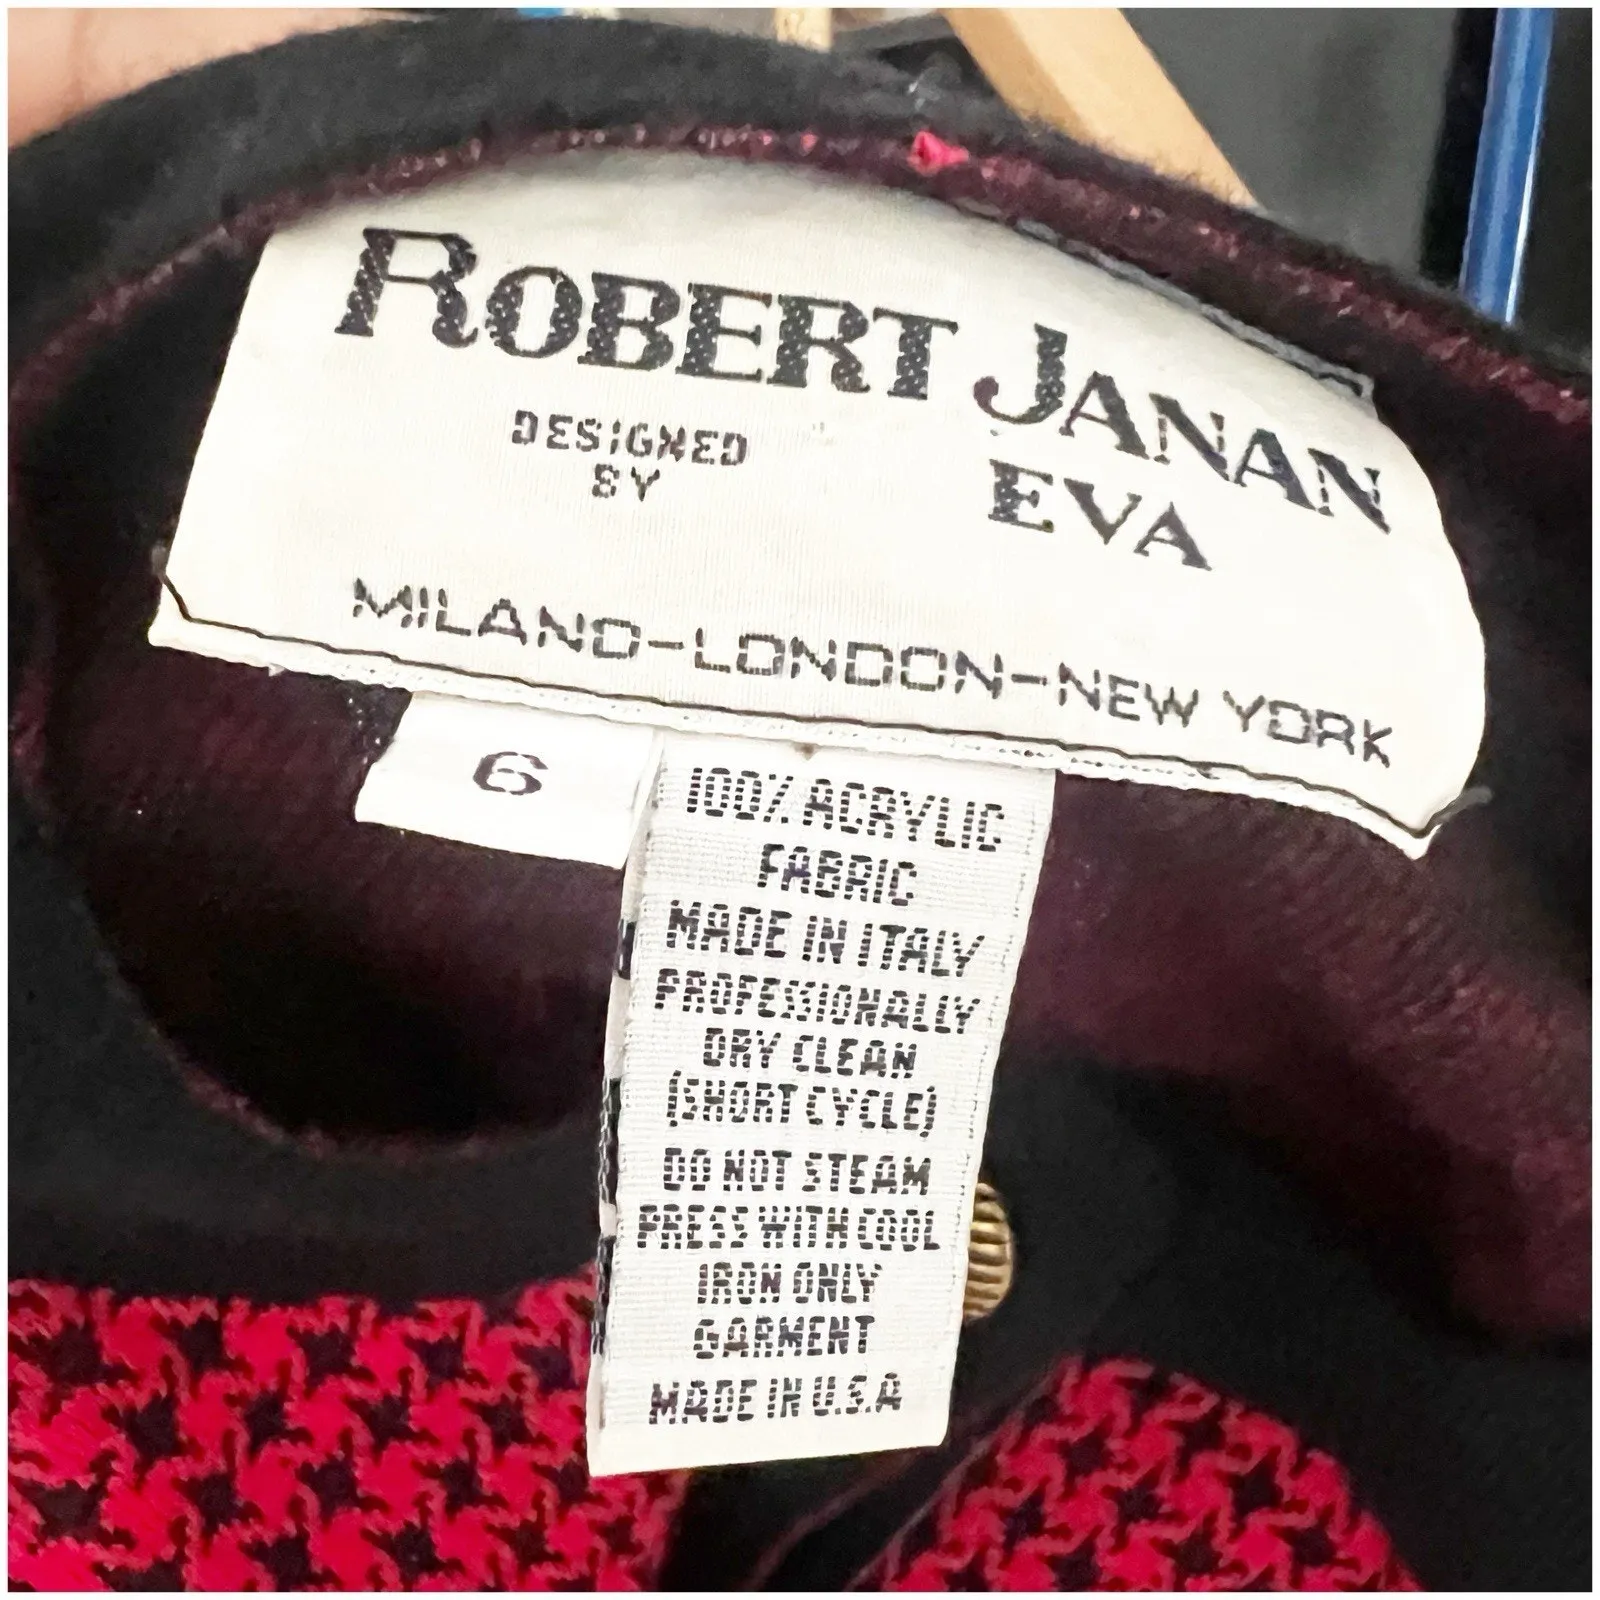 ROBERT JANAN
DESIGNED
BY
EVA
MILANO-LONDON-NEW YORK
6
100% ACRYLIC
FABRIC
MADE IN ITALY
PROFESSIONALLY
DRY CLEAN
(SHORT CYCLE)
DO NOT STEAM
PRESS WITH COOL
IRON ONLY
GARMENT
MADE IN U.S.A